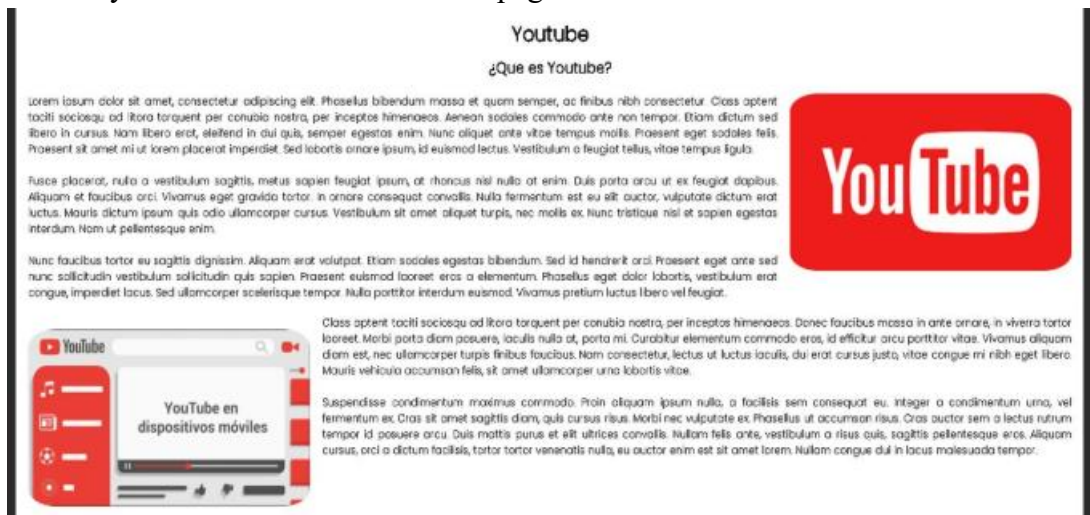 Youtube
¿Que es Youtube?
Lorem ipsum dolor sit amet, consectetur adipiscing elit. Phasellus bibendum massa et quam semper, ac finibus nibh consectetur. Class aptent
taciti sociosqu ad litora torquent per conubia nostra, per inceptos himenaeos. Aenean sodales commodo ante non tempor. Etiam dictum sed
libero in cursus. Nam libero erat, eleifend in dui quis, semper egestas enim. Nunc aliquet ante vitae tempus mollis. Praesent eget sodales felis.
Praesent sit amet mi ut lorem placerat imperdiet. Sed lobortis ornare ipsum, id euismod lectus. Vestibulum a feugiat tellus, vitae tempus ligula.
Fusce placerat, nulla a vestibulum sagittis, metus sapien feugiat ipsum, at rhoncus nisl nulla at enim. Duis porta arcu ut ex feugiat dapibus.
Aliquam et faucibus orci. Vivamus eget gravida tortor. In ornare consequat convallis. Nulla fermentum est eu elit auctor, vulputate dictum erat
luctus. Mauris dictum ipsum quis odio ullamcorper cursus. Vestibulum sit amet aliquet turpis, nec mollis ex. Nunc tristique nisl et sapien egestas
interdum. Nam ut pellentesque enim.
Nunc faucibus tortor eu sagittis dignissim. Aliquam erat volutpat. Etiam sodales egestas bibendum. Sed id hendrerit orci. Praesent eget ante sed
nunc sollicitudin vestibulum sollicitudin quis sapien. Praesent euismod laoreet eros a elementum. Phasellus eget dolor lobortis, vestibulum erat
congue, imperdiet lacus. Sed ullamcorper scelerisque tempor. Nulla porttitor interdum euismod. Vivamus pretium luctus libero vel feugiat.
YouTube
Class aptent taciti sociosqu ad litora torquent per conubia nostra, per inceptos himenaeos. Donec faucibus massa in ante ornare, in viverra tortor
laoreet. Morbi porta diam posuere, iaculis nulla at, porta mi. Curabitur elementum commodo eros, id efficitur arcu porttitor vitae. Vivamus aliquam
diam est, nec ullamcorper turpis finibus faucibus. Nam consectetur, lectus ut luctus iaculis, dui erat cursus justo, vitae congue mi nibh eget libero.
Mauris vehicula accumsan felis, sit amet ullamcorper urna lobortis vitae.
Suspendisse condimentum maximus commodo. Proin aliquam ipsum nulla, a facilisis sem consequat eu. Integer a condimentum urna, vel
fermentum ex. Cras sit amet sagittis diam, quis cursus risus. Morbi nec vulputate ex. Phasellus ut accumsan risus. Cras auctor sem a lectus rutrum
tempor id posuere arcu. Duis mattis purus et elit ultrices convallis. Nullam felis ante, vestibulum a risus quis, sagittis pellentesque eros. Aliquam
cursus, orci a dictum facilisis, tortor tortor venenatis nulla, eu auctor enim est sit amet lorem. Nullam congue dui in lacus malesuada tempor.
YouTube
YouTube en
dispositivos móviles